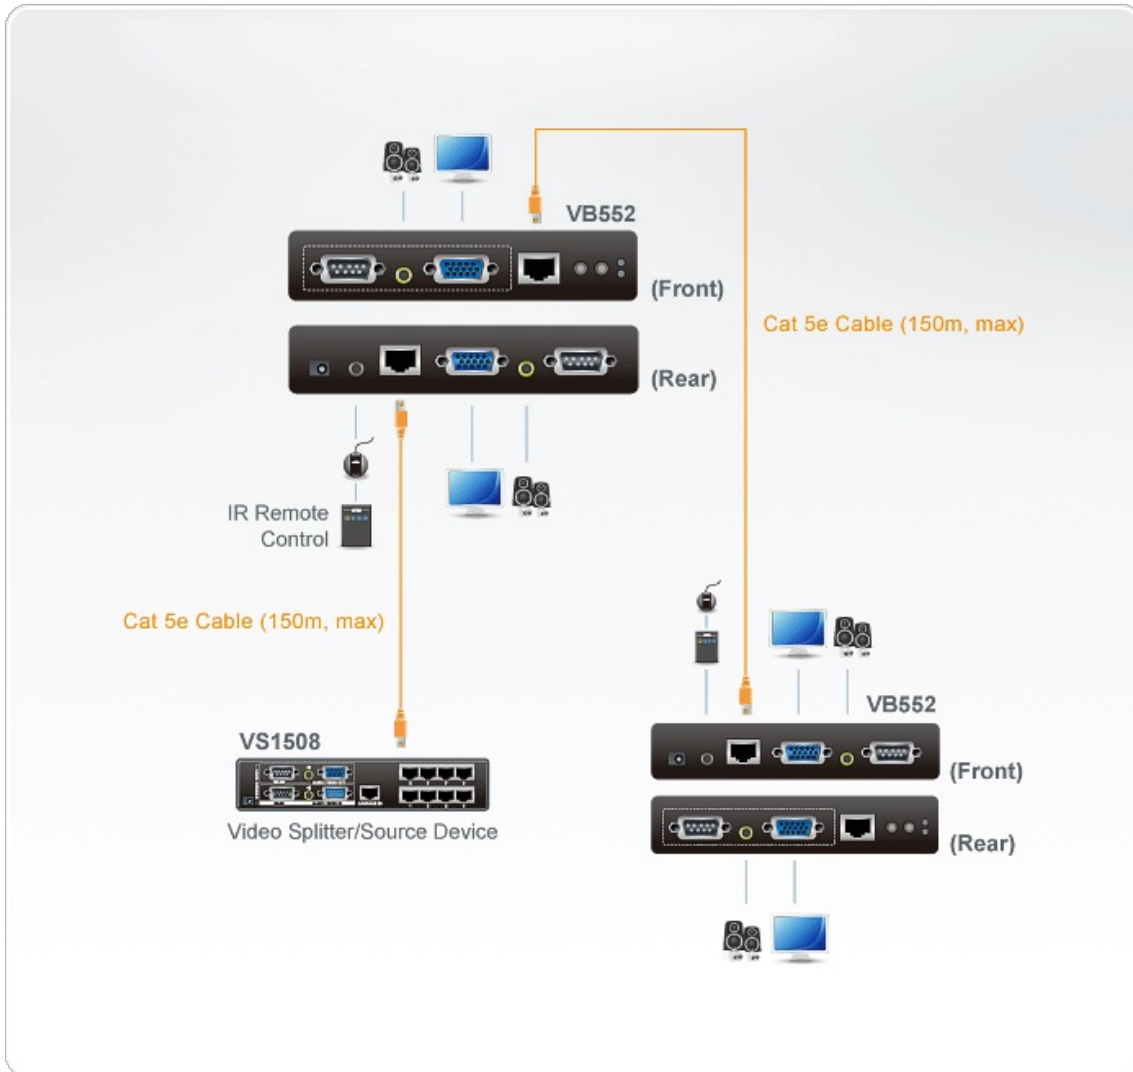 VB552
(Front)
Cat 5e Cable (150m, max)
(Rear)
IR Remote
Control
Cat 5e Cable (150m, max)
VB552
VS1508
(Front)
Video Splitter/Source Device
(Rear)